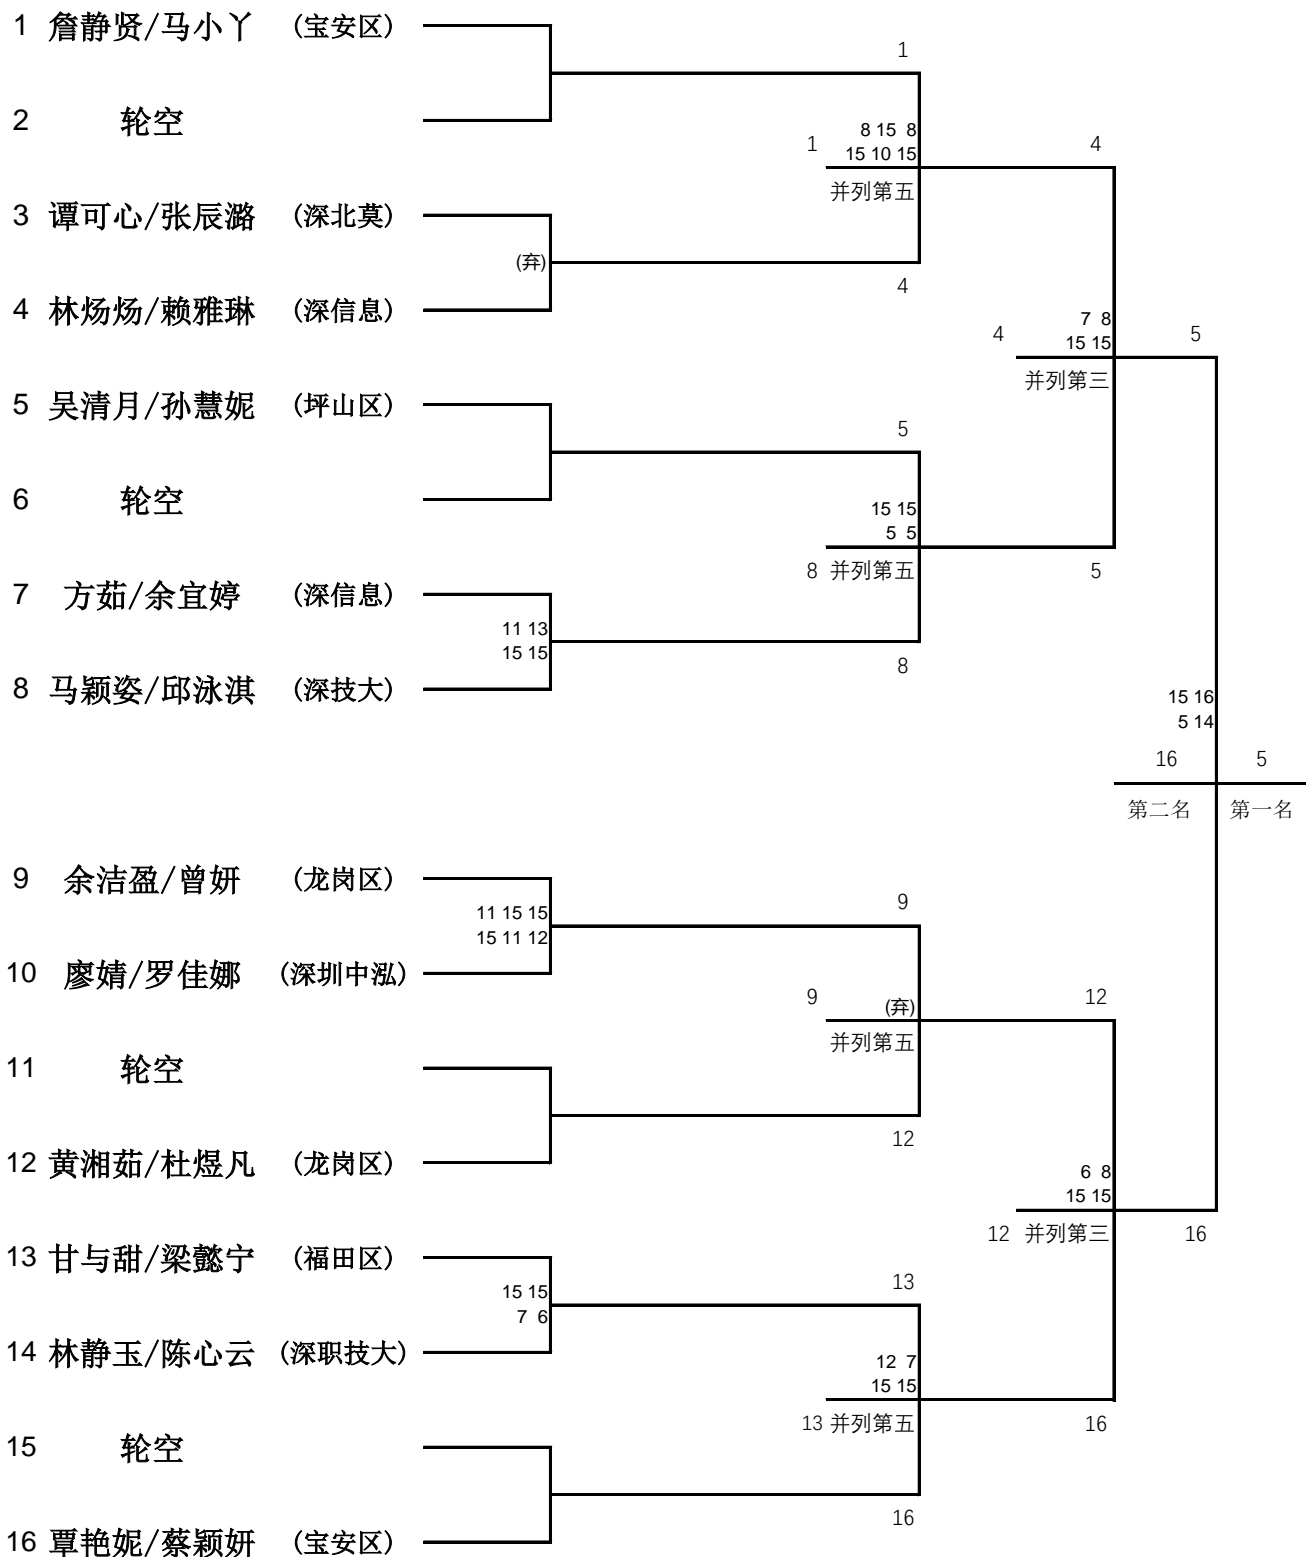 1 詹静贤/马小丫 (宝安区)
1
2 轮空
8 15 8
1
15 10 15
4
并列第五
3 谭可心/张辰潞 (深北莫)
(弃)
4
4 林炀炀/赖雅琳 (深信息)
7 8
4
15 15
5
并列第三
5 吴清月/孙慧妮 (坪山区)
5
6 轮空
15 15
5 5
8 并列第五
5
7 方茹/余宜婷 (深信息)
11 13
15 15
8
8 马颖姿/邱泳淇 (深技大)
15 16
5 14
16
5
第二名
第一名
9 余洁盈/曾妍 (龙岗区)
9
11 15 15
15 11 12
10 廖婧/罗佳娜 (深圳中泓)
9
(弃)
12
并列第五
11 轮空
12
12 黄湘茹/杜煜凡 (龙岗区)
6 8
15 15
12 并列第三
16
13 甘与甜/梁懿宁 (福田区)
13
15 15
7 6
14 林静玉/陈心云 (深职技大)
12 7
15 15
13 并列第五
16
15 轮空
16
16 覃艳妮/蔡颖妍 (宝安区)